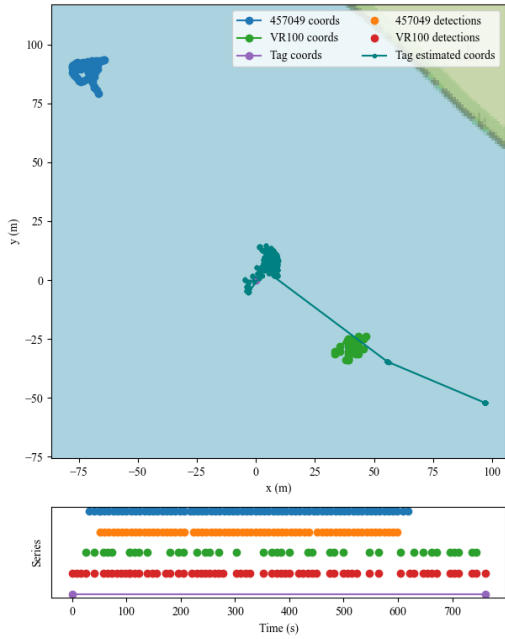 457049 coords
457049 detections
VR100 coords
VR100 detections
Tag coords
Tag estimated coords
100
75
50
25
0
−25
−50
−75
y (m)
−75
−50
−25
0
25
50
75
100
x (m)
Series
0
100
200
300
400
500
600
700
Time (s)